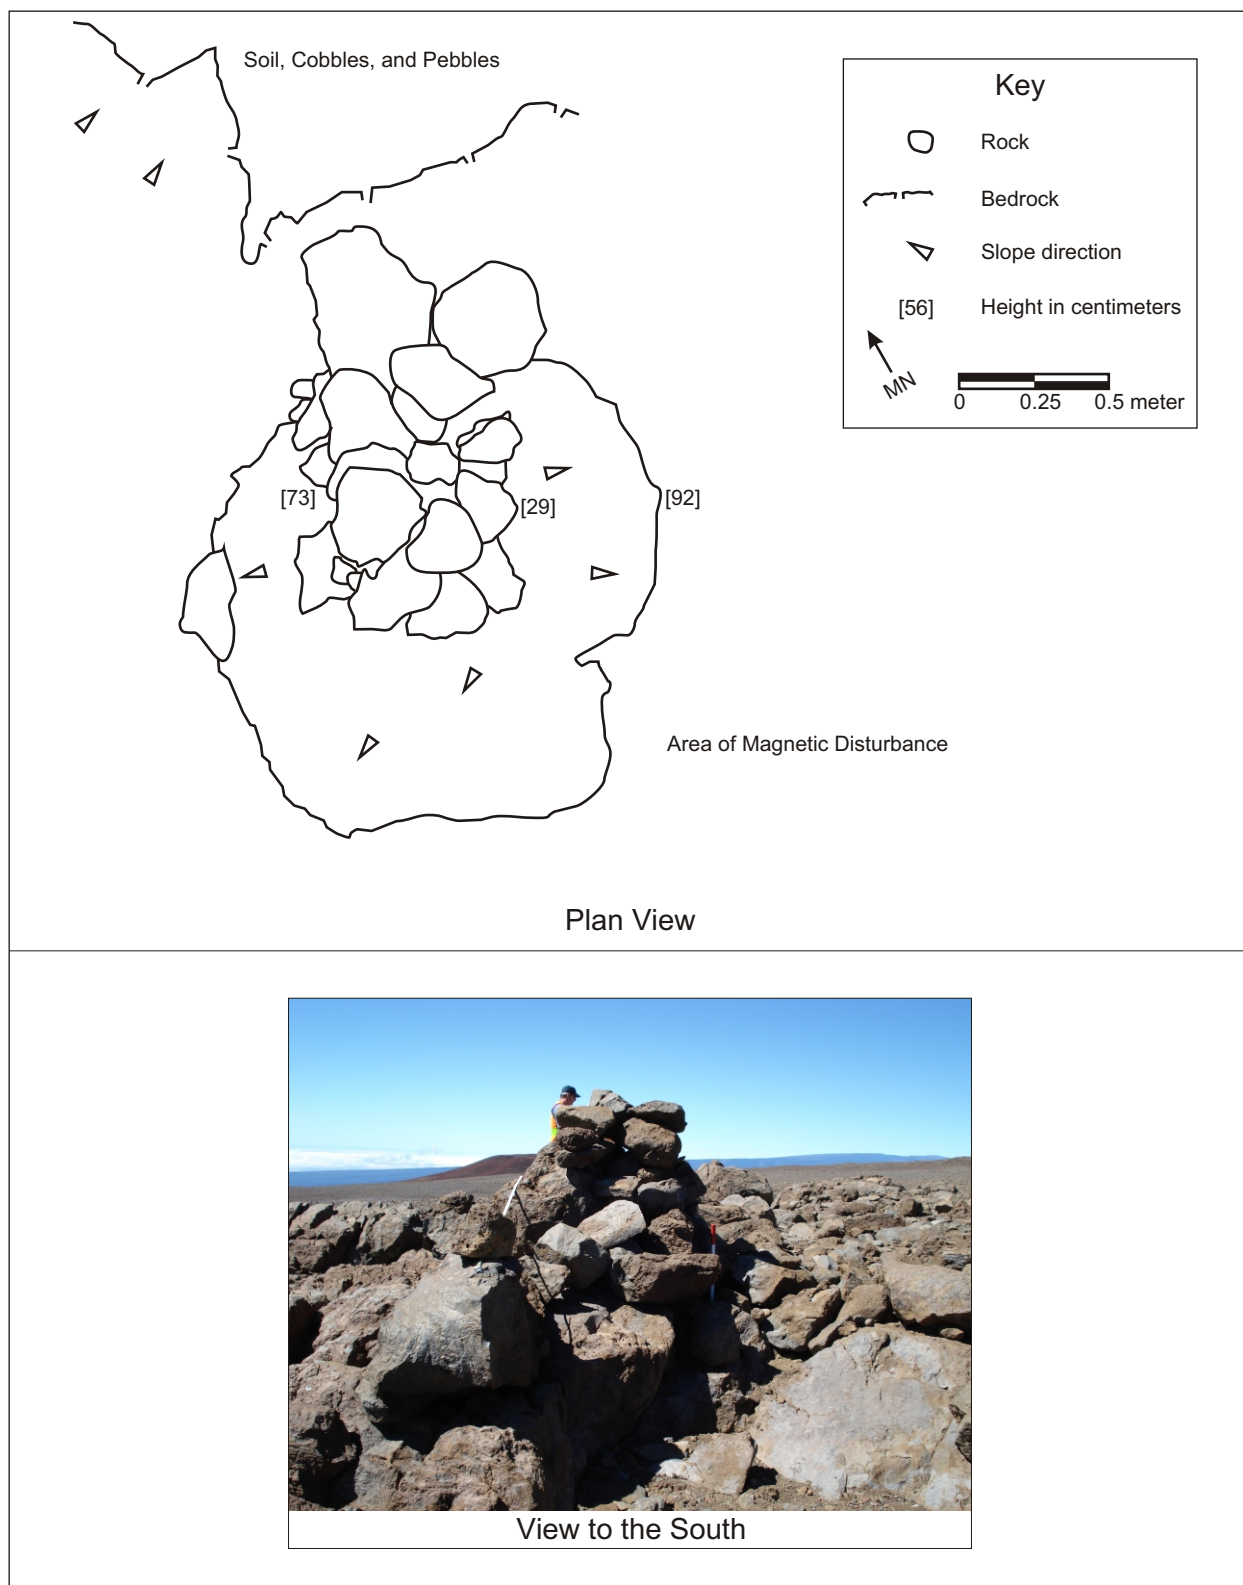 Soil, Cobbles, and Pebbles
Key
Rock
Bedrock
Slope direction
[56] Height in centimeters
MN
0 0.25 0.5 meter
[73]
[29]
[92]
Area of Magnetic Disturbance
Plan View
View to the South